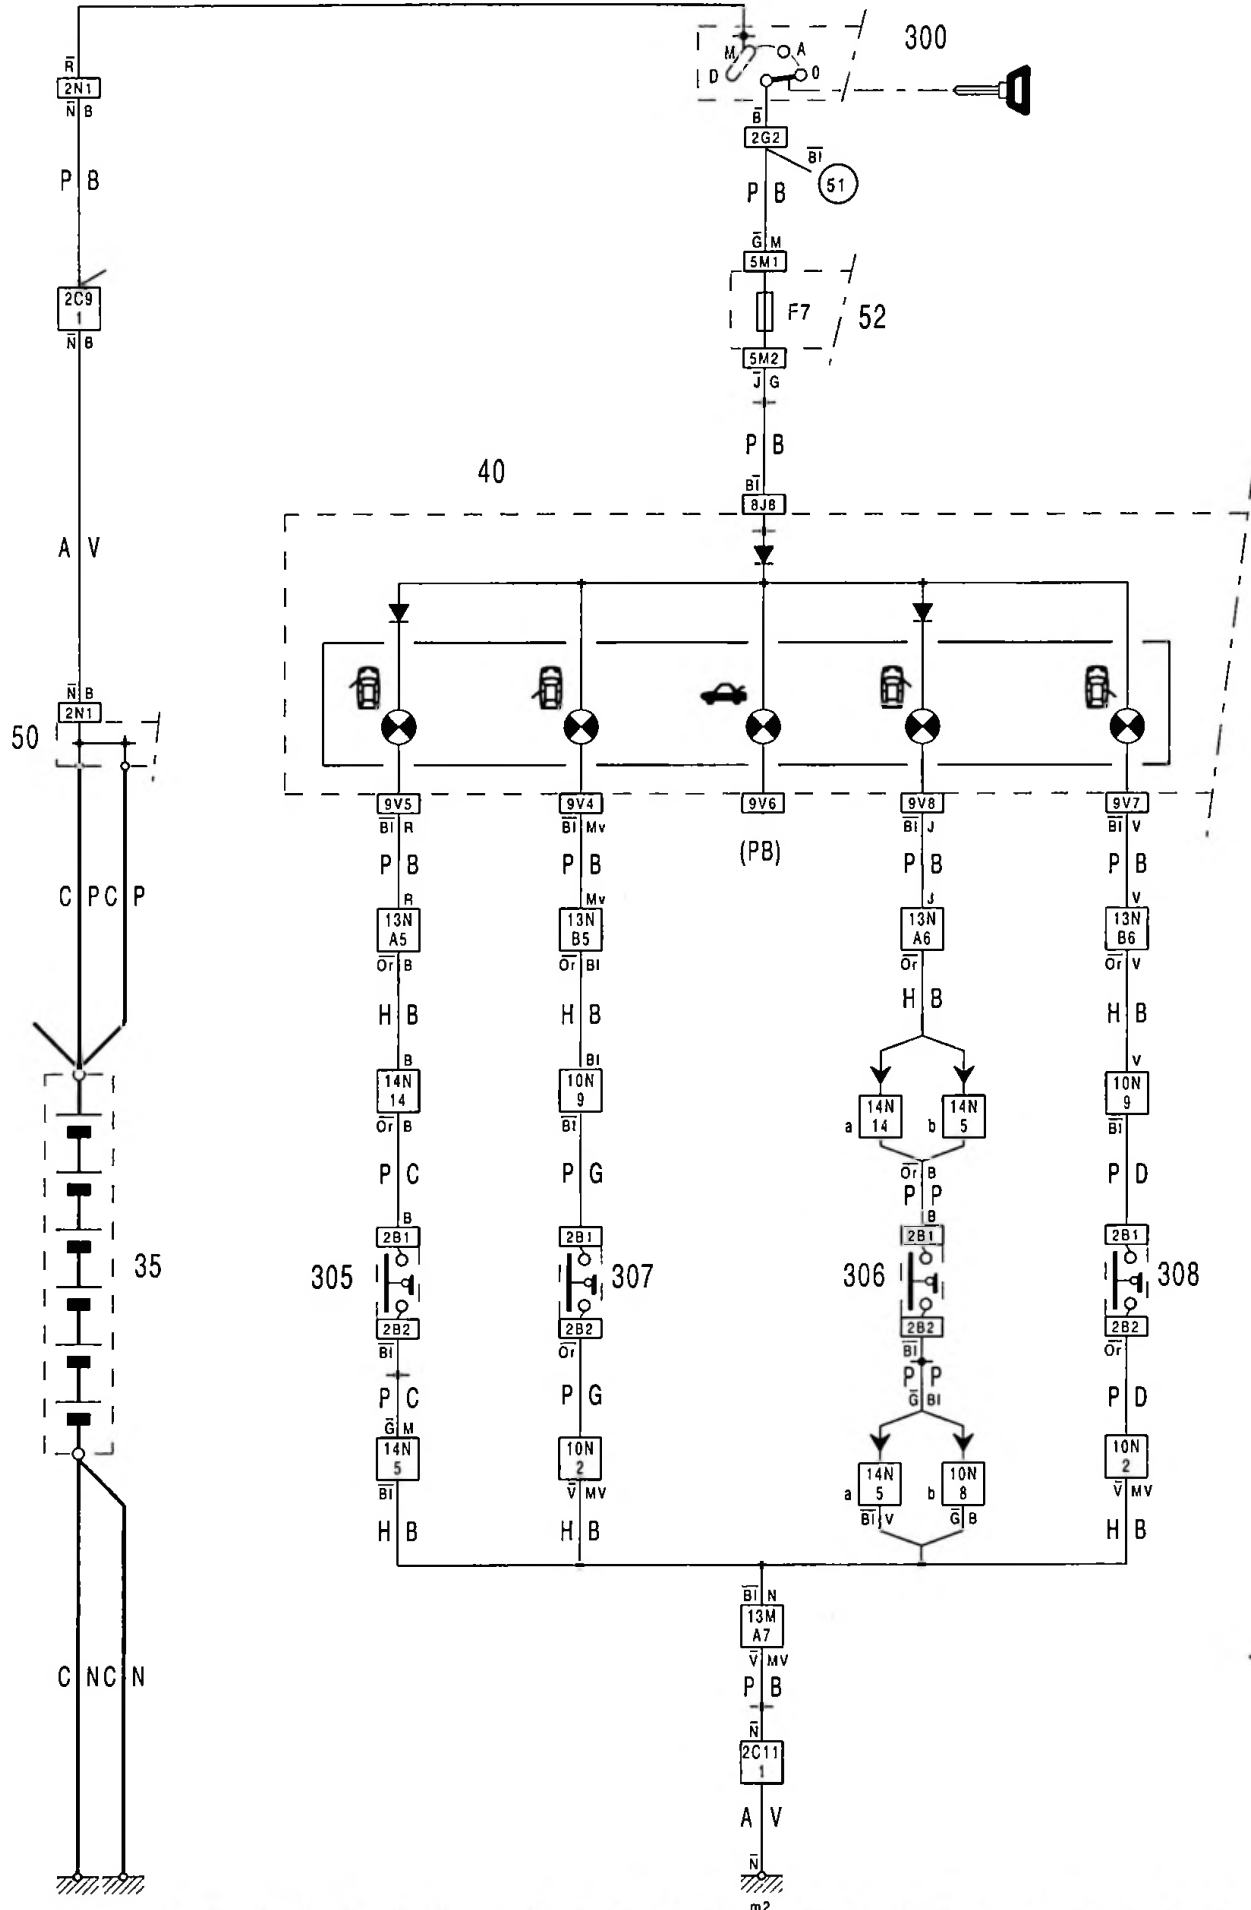 300
M A
D 0
R
2N1
N B
P B
B
2G2
BI
51
P B
G M
5M1
F7
52
5M2
J G
P B
2C9
1
N B
A V
40
BI
8J8
N B
2N1
50
9V5 9V4 9V6 9V8 9V7
BI R BI Mv BI J BI V
(PB)
P B P B P B P B
C P C P
R Mv J V
13N 13N 13N 13N
A5 B5 A6 B6
Or B Or BI Or Or V
H B H B H B H B
B BI V
14N 10N 10N
14 9 9
Or B BI BI
a 14N b 14N
14 5
Or B
P C P G P P P D
B B
2B1 2B1 2B1 2B1
35
305 307 306 308
2B2 2B2 2B2 2B2
BI Or BI Or
P C P G P P P D
G M G BI
14N 10N 10N
5 2 2
BI V MV V MV
a 14N b 10N
5 8
BI V G B
H B H B H B
BI N
13M
A7
V MV
C N C N
P B
N
2C11
1
A V
N
m2